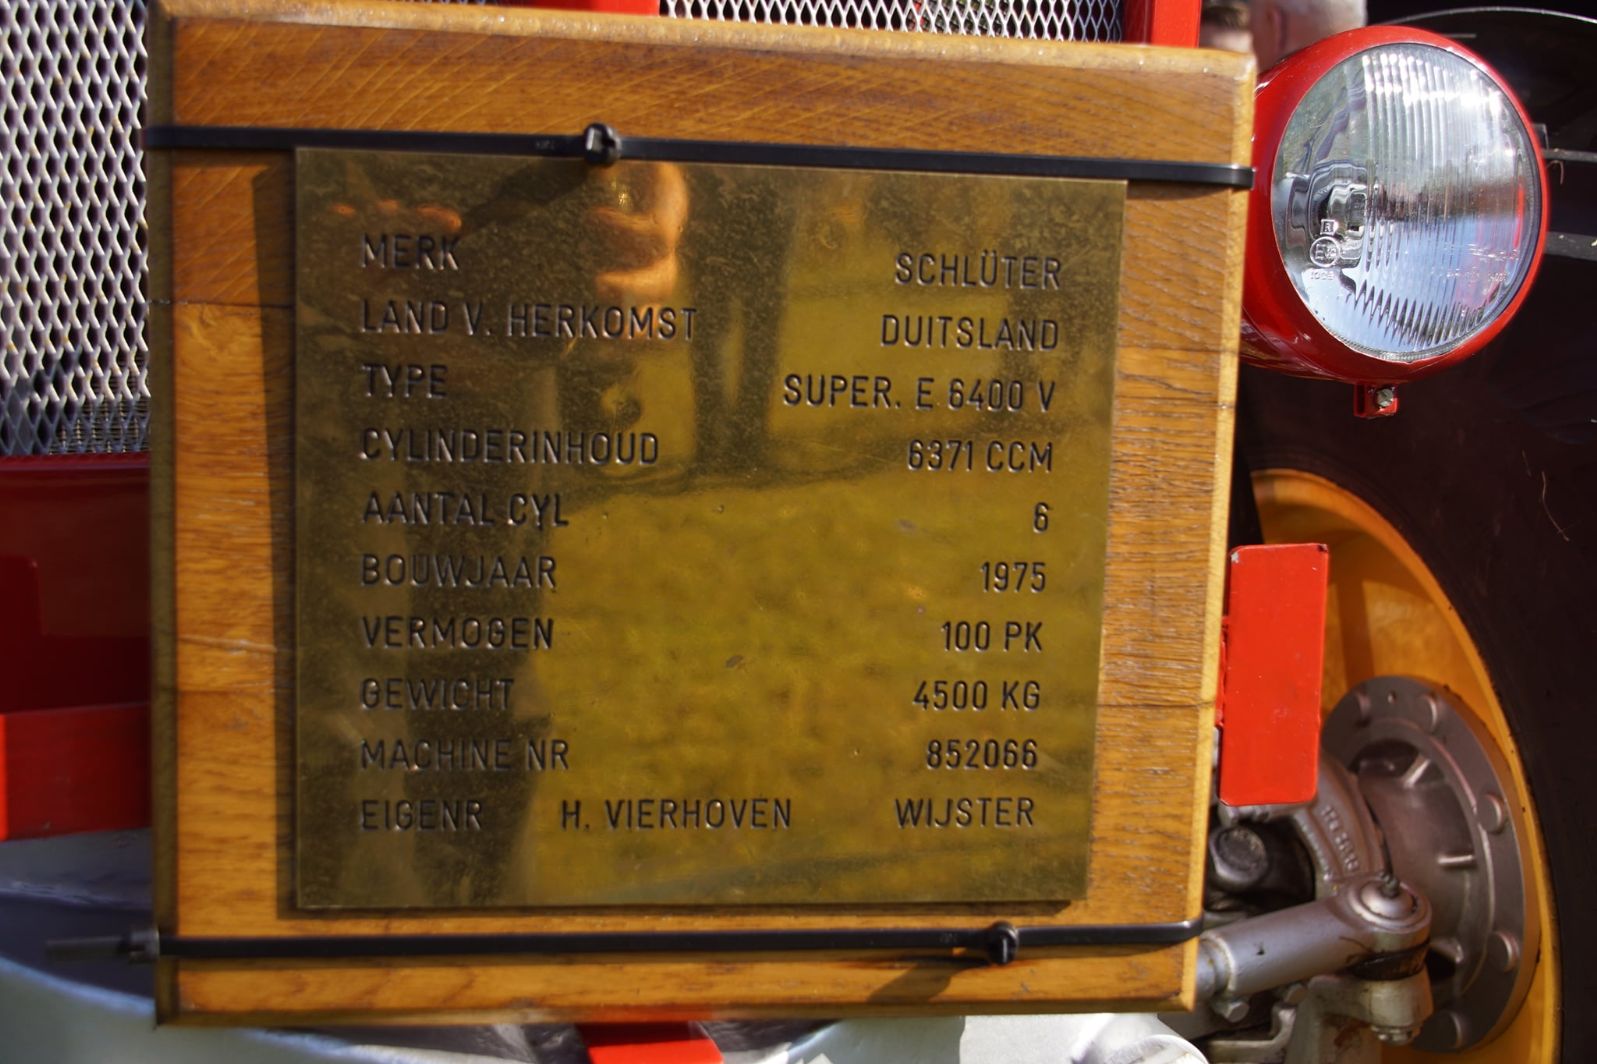 MERK SCHLÜTER
LAND V. HERKOMST DUITSLAND
TYPE SUPER. E 6400 V
CYLINDERINHOUD 6371 CCM
AANTAL CYL 6
BOUWJAAR 1975
VERMOGEN 100 PK
GEWICHT 4500 KG
MACHINE NR 852066
EIGENR H. VIERHOVEN WIJSTER